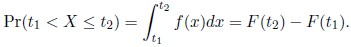 Pr(t₁ < X ≤ t₂) = ∫_{t₁}^{t₂} f(x)dx = F(t₂) − F(t₁).